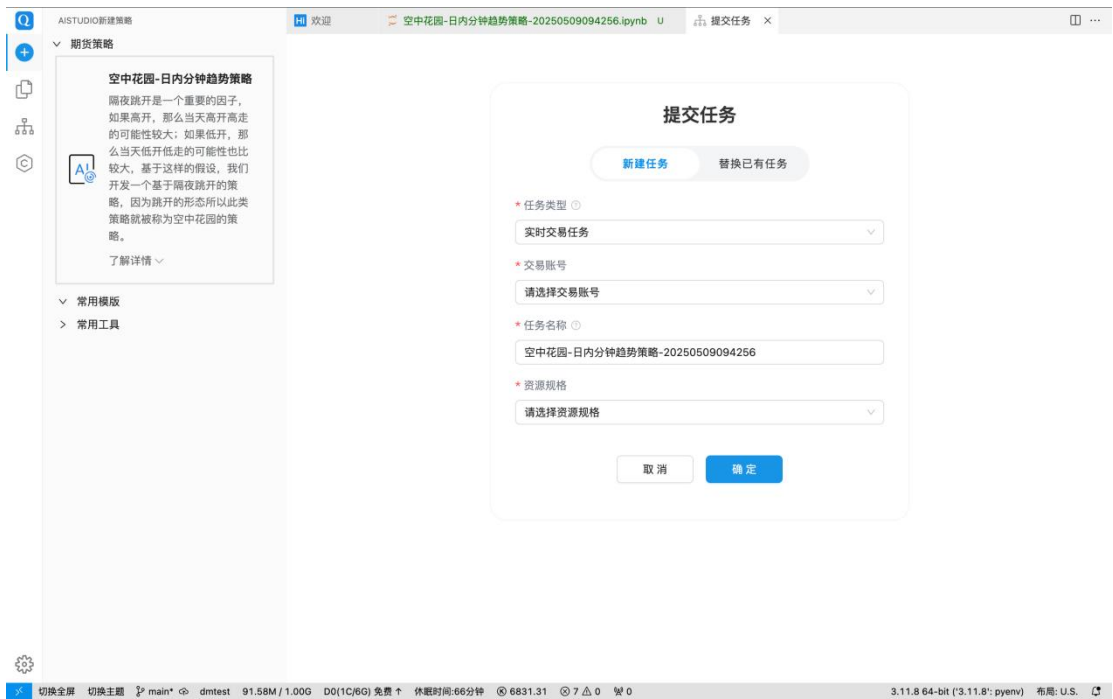 Q
AISTUDIO新建策略
HI 欢迎
空中花园-日内分钟趋势策略-20250509094256.ipynb U
提交任务 ×
期货策略
空中花园-日内分钟趋势策略
隔夜跳开是一个重要的因子，
如果高开，那么当天高开高走
的可能性较大；如果低开，那
么当天低开低走的可能性也比
较大，基于这样的假设，我们
开发一个基于隔夜跳开的策
略，因为跳开的形态所以此类
策略就被称为空中花园的策
略。
AI
了解详情
常用模版
常用工具
提交任务
新建任务 替换已有任务
* 任务类型
实时交易任务
* 交易账号
请选择交易账号
* 任务名称
空中花园-日内分钟趋势策略-20250509094256
* 资源规格
请选择资源规格
取消 确定
切换全屏 切换主题 main* dmtest 91.58M / 1.00G D0(1C/6G) 免费↑ 休眠时间:66分钟 6831.31 7 0 0 3.11.8 64-bit ('3.11.8': pyenv) 布局: U.S.